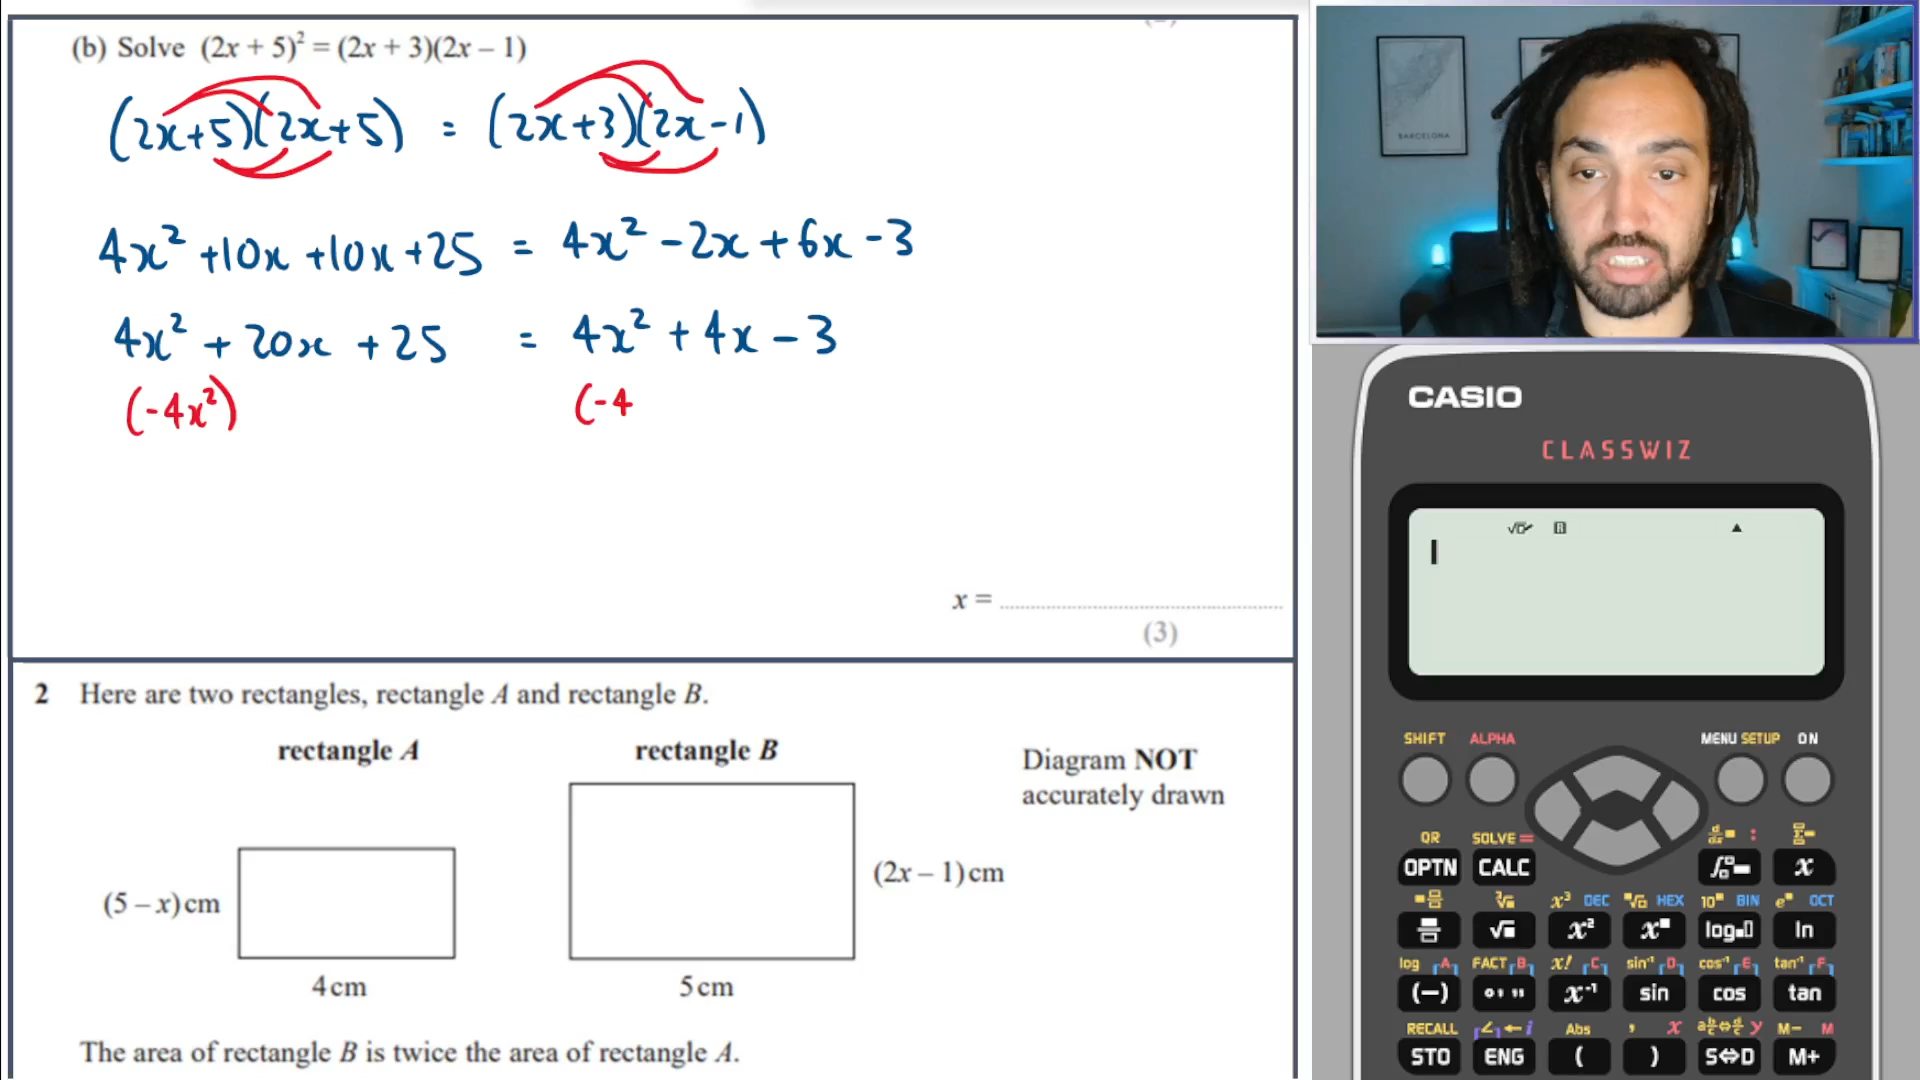 (b) Solve (2x + 5)² = (2x + 3)(2x – 1)
(2x+5)(2x+5) = (2x+3)(2x-1)
4x² +10x +10x +25 = 4x² -2x +6x -3
4x² + 20x + 25 = 4x² + 4x - 3
(-4x²) (-4
x =
(3)
2 Here are two rectangles, rectangle A and rectangle B.
rectangle A rectangle B
Diagram NOT
accurately drawn
(5 – x) cm
(2x – 1) cm
4 cm 5 cm
The area of rectangle B is twice the area of rectangle A.
BARCELONA
CASIO
CLASSWIZ
SHIFT ALPHA MENU SETUP ON
QR SOLVE =
OPTN CALC x
x³ DEC HEX 10■ BIN e■ OCT
√■ x² x■ log■□ ln
log A FACT B x! C sin⁻¹ D cos⁻¹ E tan⁻¹ F
(−) x⁻¹ sin cos tan
RECALL ∠ ← i Abs , x y M− M
STO ENG ( ) S⇔D M+